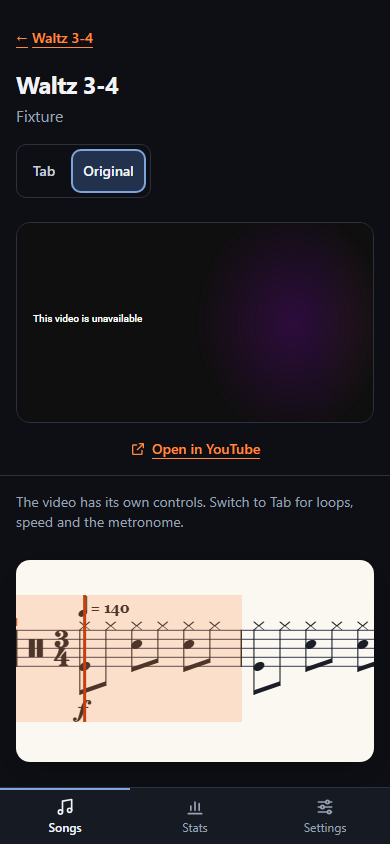 ← Waltz 3-4
Waltz 3-4
Fixture
Tab Original
This video is unavailable
Open in YouTube
The video has its own controls. Switch to Tab for loops,
speed and the metronome.
= 140
3
4
f
Songs Stats Settings